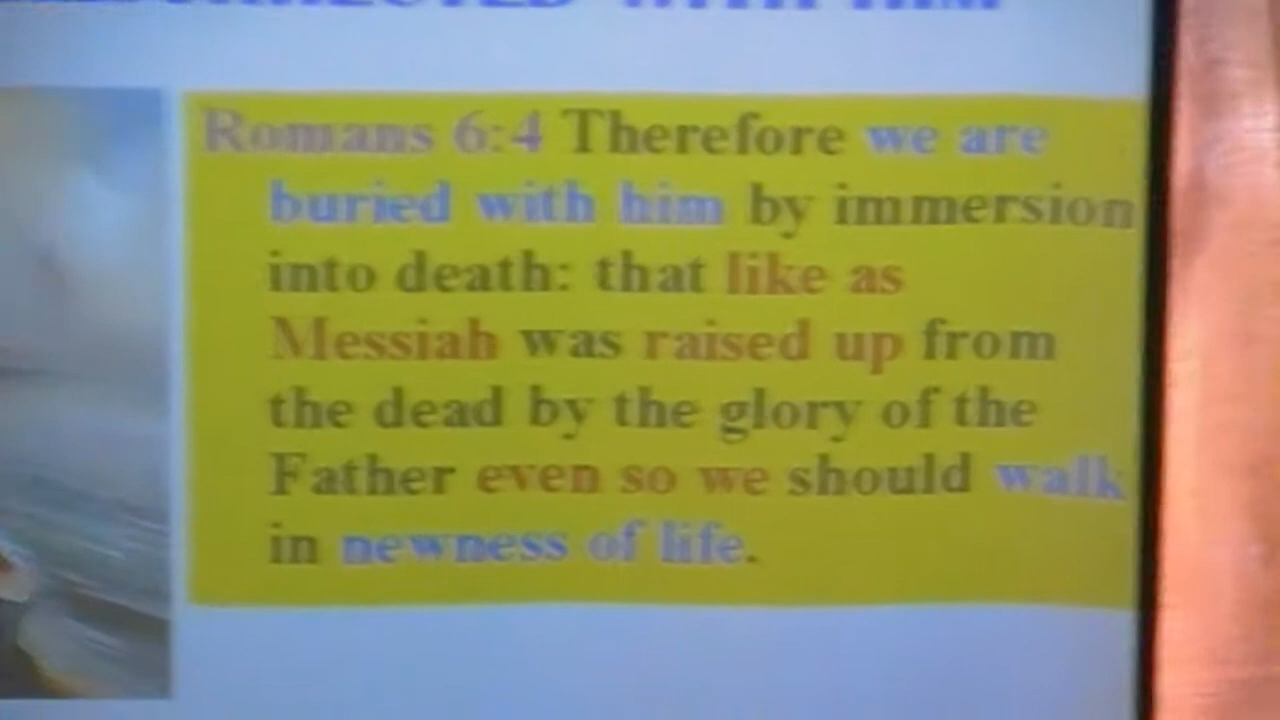 WITH HIM
Romans 6:4 Therefore we are
buried with him by immersion
into death: that like as
Messiah was raised up from
the dead by the glory of the
Father even so we should walk
in newness of life.